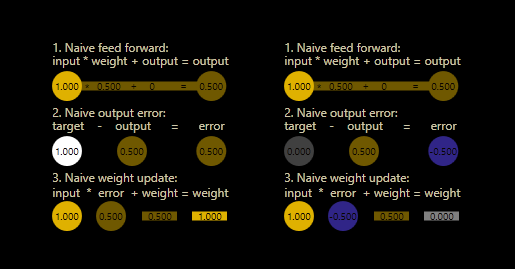 1. Naive feed forward:
input * weight + output = output
1.000 * 0.500 + 0 = 0.500
2. Naive output error:
target - output = error
1.000 0.500 0.500
3. Naive weight update:
input * error + weight = weight
1.000 0.500 0.500 1.000
1. Naive feed forward:
input * weight + output = output
1.000 * 0.500 + 0 = 0.500
2. Naive output error:
target - output = error
0.000 0.500 -0.500
3. Naive weight update:
input * error + weight = weight
1.000 -0.500 0.500 0.000